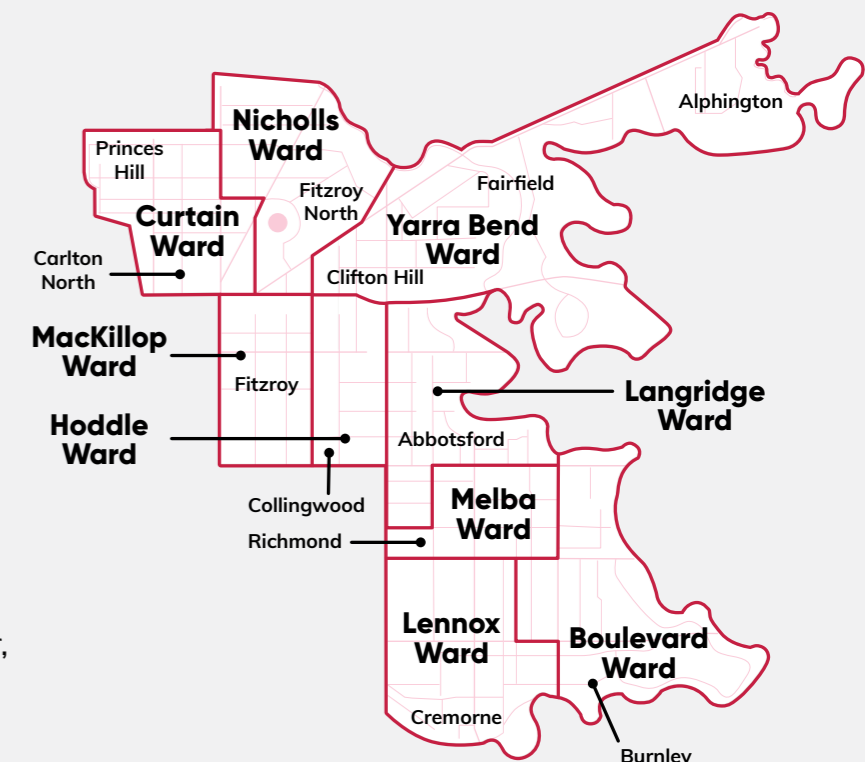 Alphington
Nicholls
Ward
Princes
Hill
Fairfield
Fitzroy
North
Curtain
Ward
Yarra Bend
Ward
Carlton
North
Clifton Hill
MacKillop
Ward
Fitzroy
Langridge
Ward
Hoddle
Ward
Abbotsford
Collingwood
Melba
Ward
Richmond
Lennox
Ward
Boulevard
Ward
Cremorne
Burnley